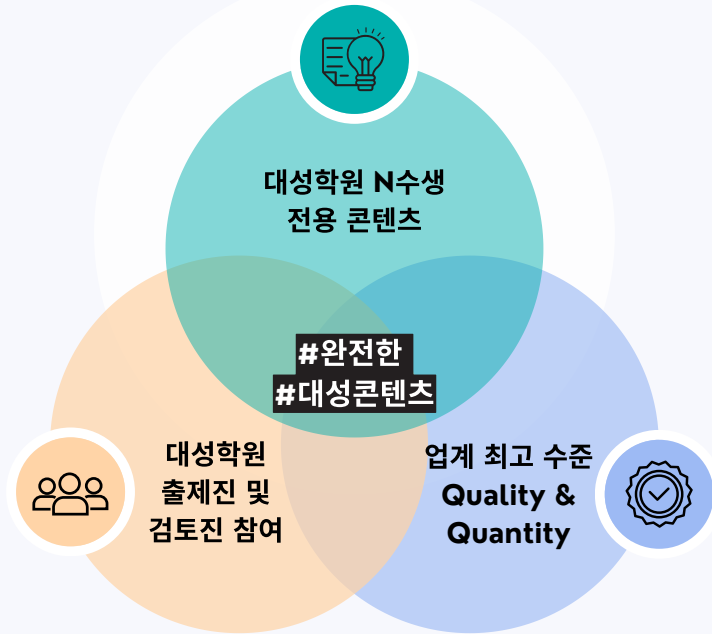 대성학원 N수생
전용 콘텐츠
#완전한
#대성콘텐츠
대성학원
출제진 및
검토진 참여
업계 최고 수준
Quality &
Quantity